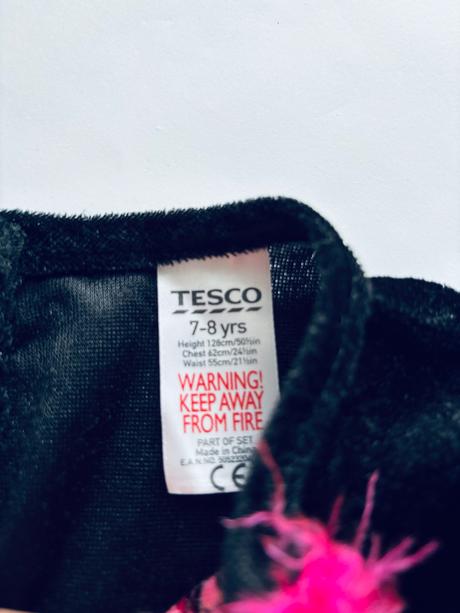 TESCO
7-8 yrs
Height 128cm/50½in
Chest 62cm/24½in
Waist 55cm/21½in
WARNING!
KEEP AWAY
FROM FIRE
PART OF SET
Made in China
E.A.N.NO.
CE